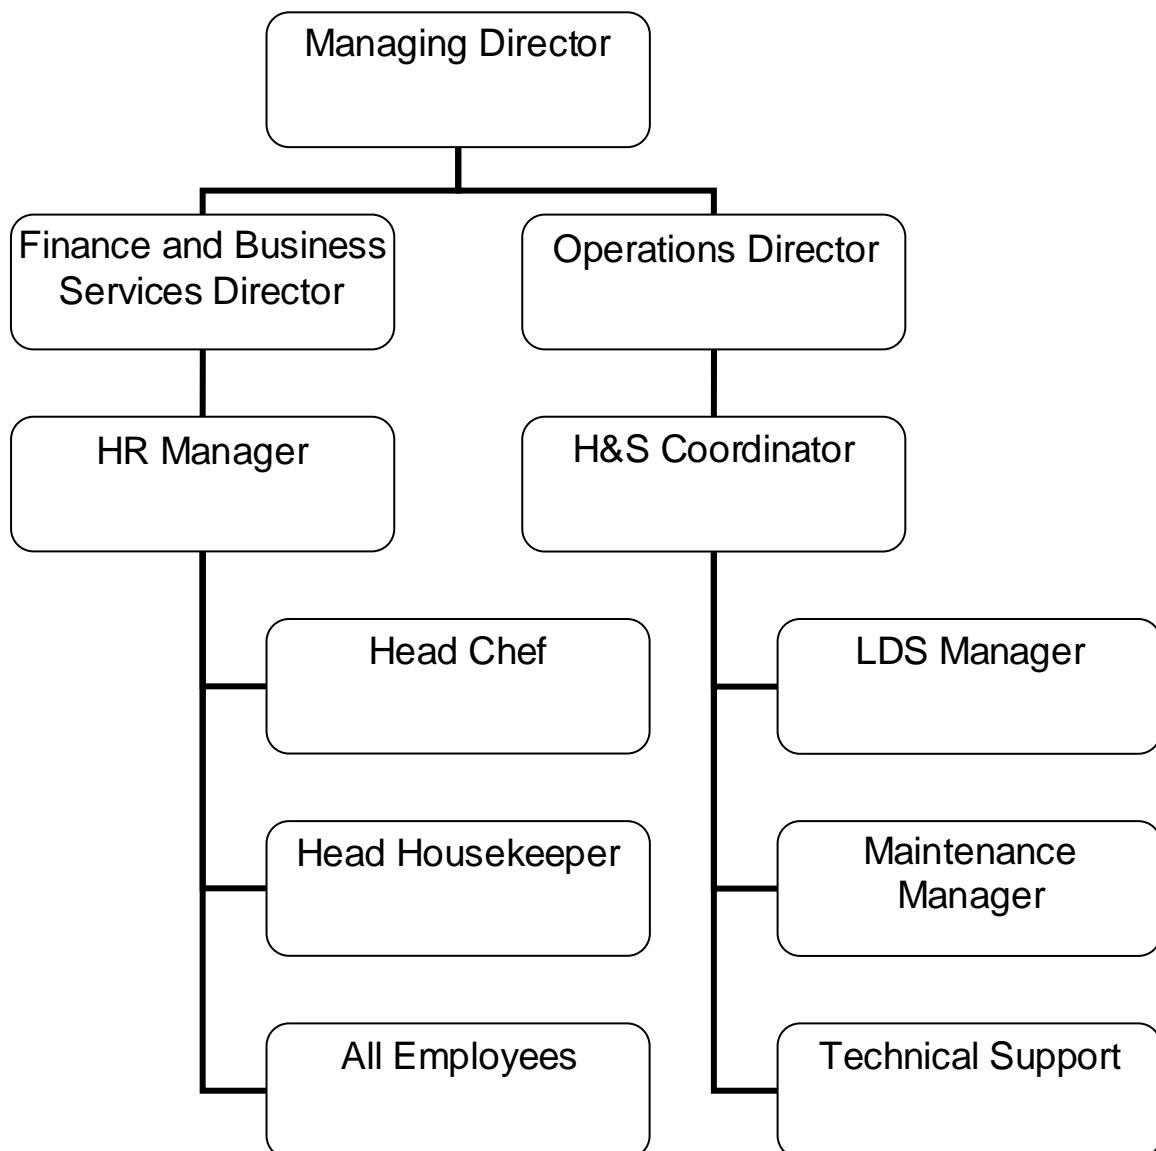 Managing Director
Finance and Business
Services Director
Operations Director
HR Manager
H&S Coordinator
Head Chef
LDS Manager
Head Housekeeper
Maintenance
Manager
All Employees
Technical Support